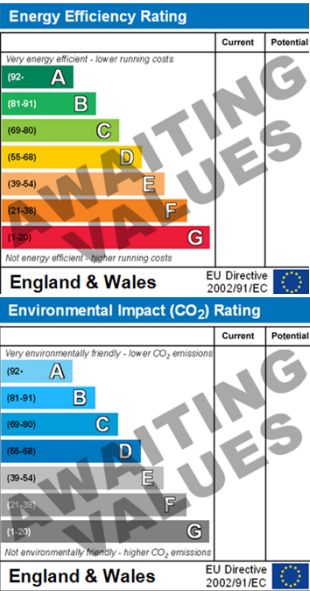 Energy Efficiency Rating
Current Potential
Very energy efficient - lower running costs
(92- A
(81-91) B
(69-80) C
(55-68) D
(39-54) E
(21-38) F
(1-20) G
AWAITING
VALUES
Not energy efficient - higher running costs
England & Wales
EU Directive
2002/91/EC
Environmental Impact (CO2) Rating
Current Potential
Very environmentally friendly - lower CO2 emissions
(92- A
(81-91) B
(69-80) C
(55-68) D
(39-54) E
(21-38) F
(1-20) G
AWAITING
VALUES
Not environmentally friendly - higher CO2 emissions
England & Wales
EU Directive
2002/91/EC